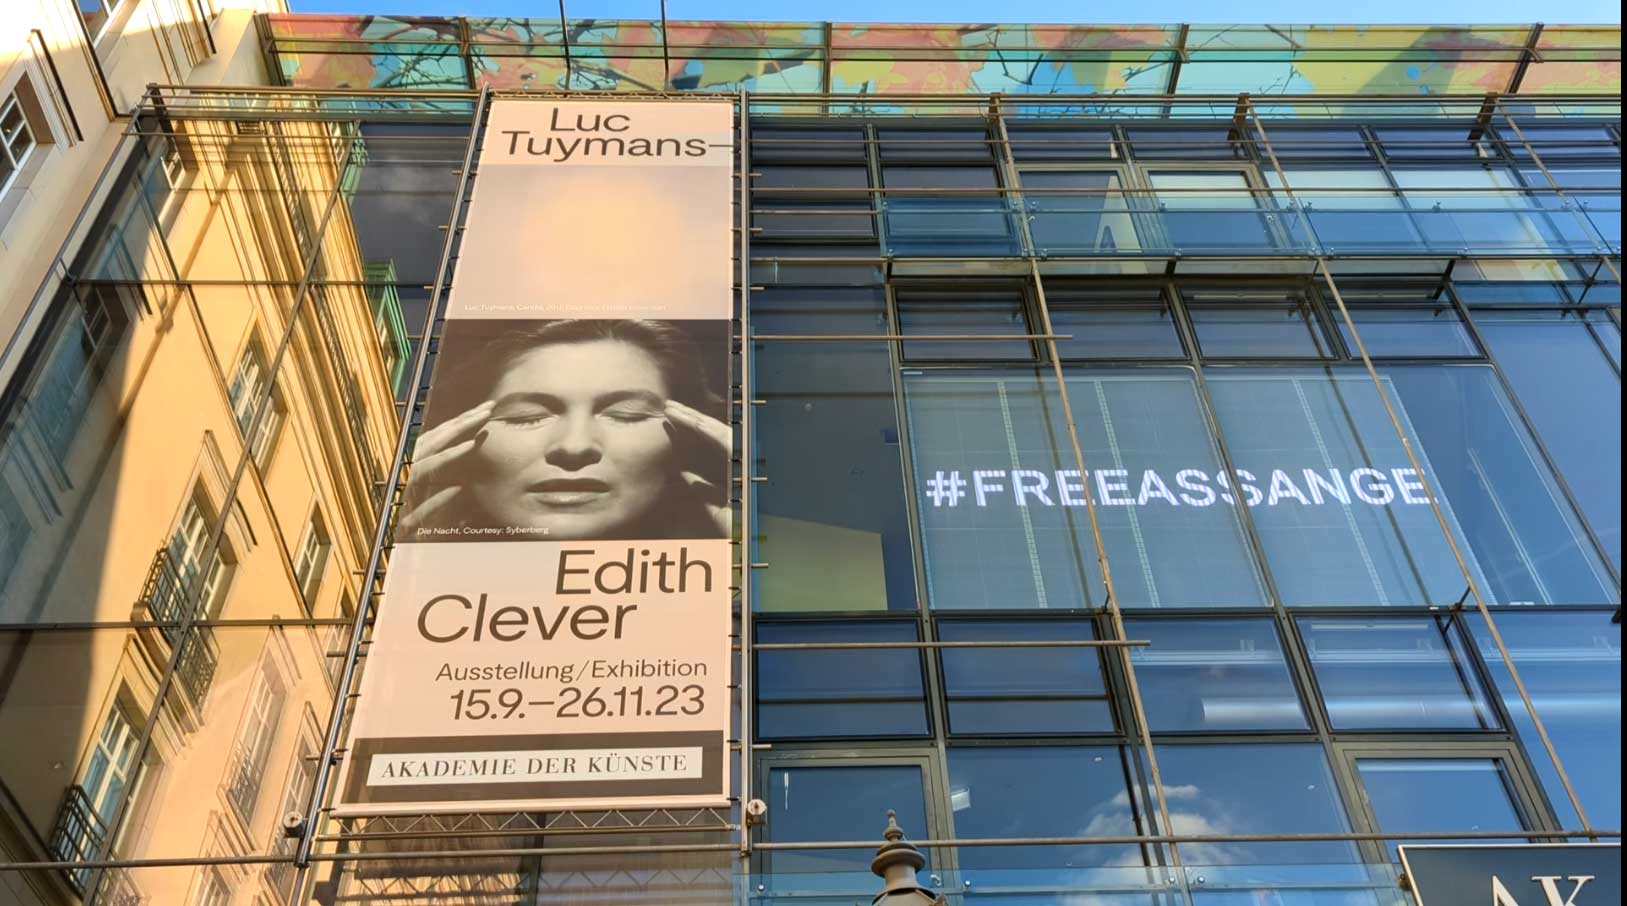 Luc
Tuymans–
Die Nacht, Courtesy: Syberberg
Edith
Clever
Ausstellung/Exhibition
15.9.–26.11.23
AKADEMIE DER KÜNSTE
#FREEASSANGE